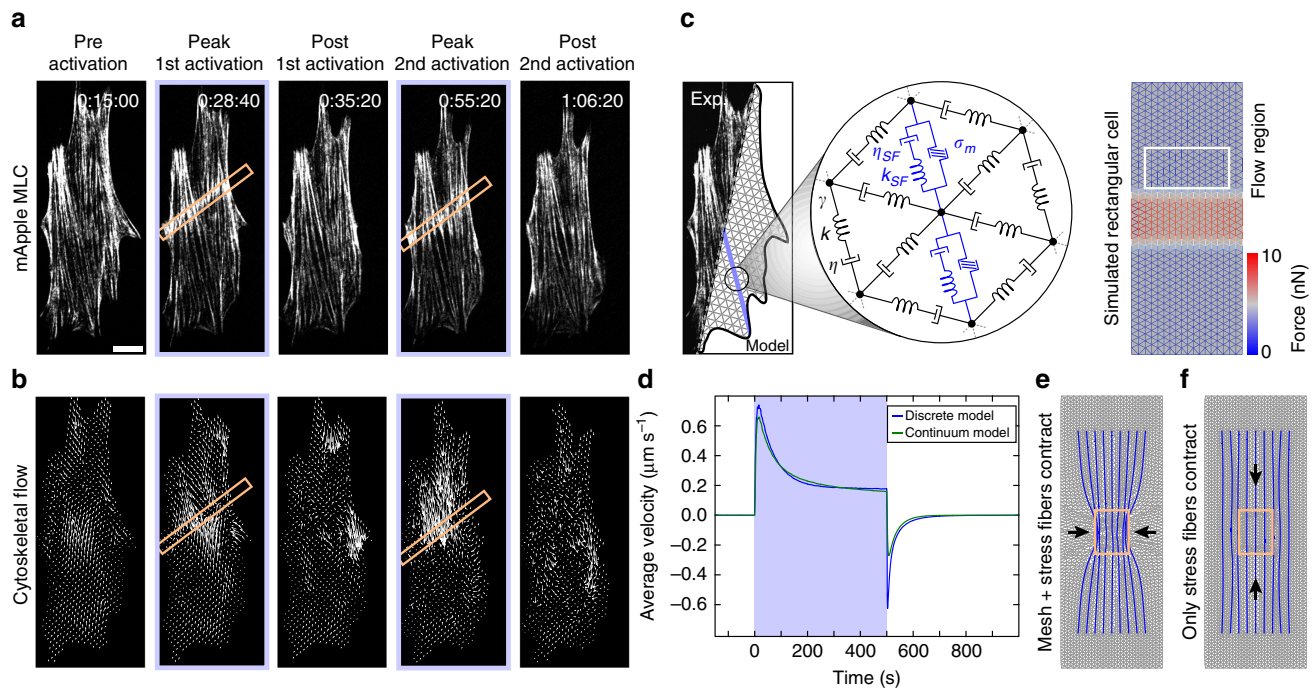 a
Pre activation
Peak 1st activation
Post 1st activation
Peak 2nd activation
Post 2nd activation
mApple MLC
0:15:00
0:28:40
0:35:20
0:55:20
1:06:20
b
Cytoskeletal flow
c
Exp.
Model
σm
ηSF
kSF
γ
k
η
Simulated rectangular cell
Flow region
10
0
Force (nN)
d
Average velocity (μm s−1)
0.6
0.4
0.2
0.0
−0.2
−0.4
−0.6
Discrete model
Continuum model
0 200 400 600 800
Time (s)
e
Mesh + stress fibers contract
f
Only stress fibers contract